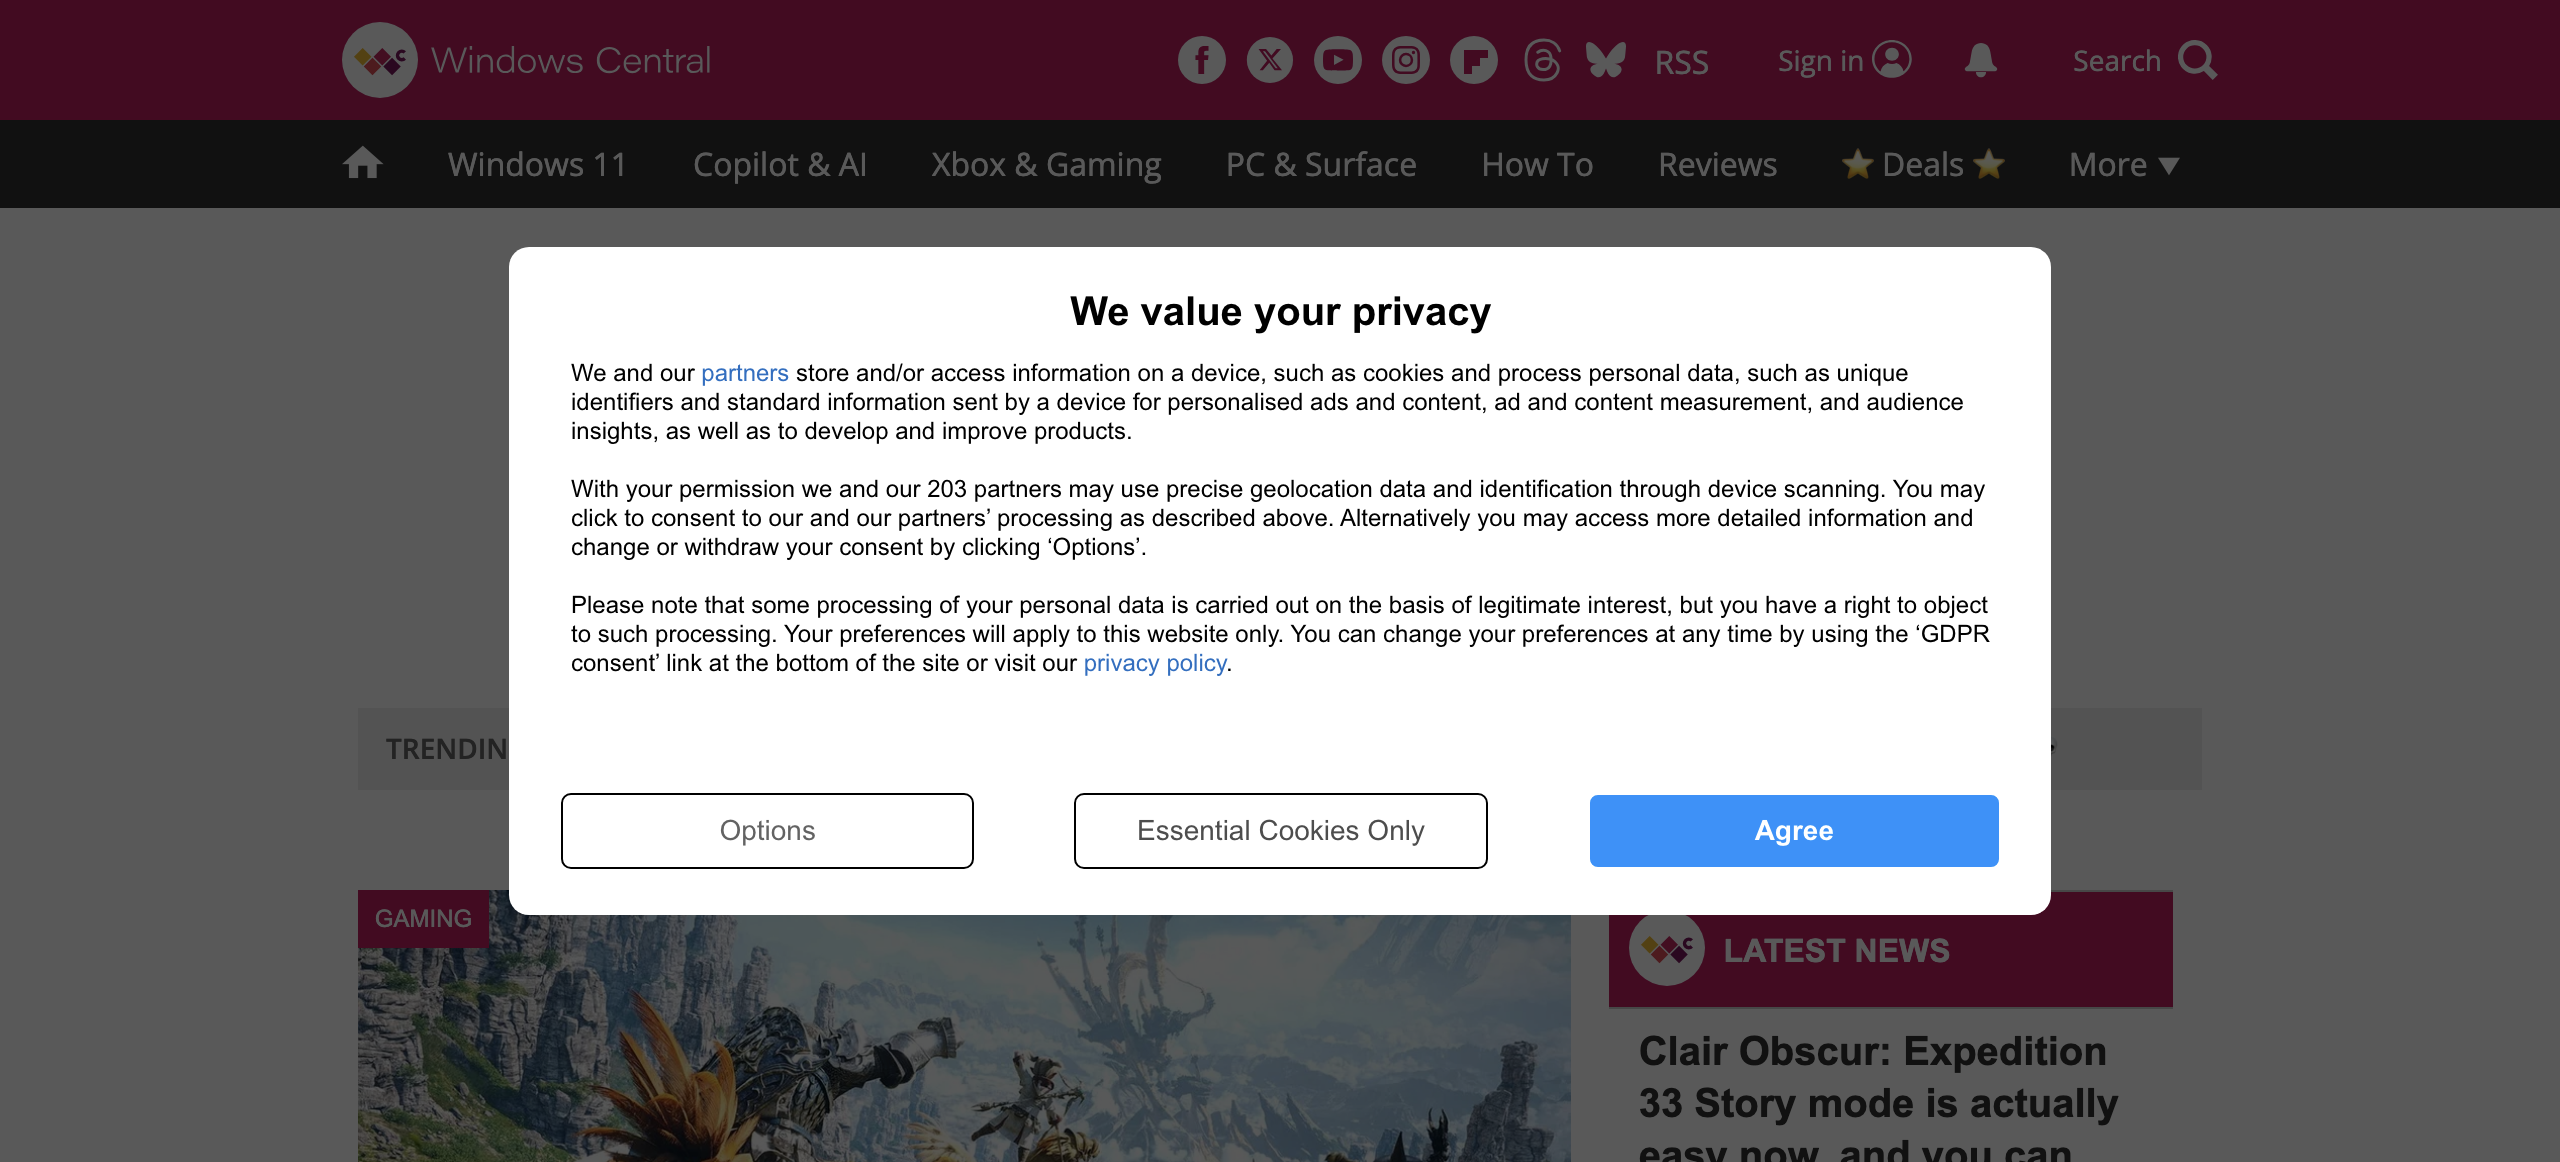 Windows Central
RSS
Sign in
Search
Windows 11
Copilot & AI
Xbox & Gaming
PC & Surface
How To
Reviews
Deals
More
We value your privacy
We and our partners store and/or access information on a device, such as cookies and process personal data, such as unique
identifiers and standard information sent by a device for personalised ads and content, ad and content measurement, and audience
insights, as well as to develop and improve products.
With your permission we and our 203 partners may use precise geolocation data and identification through device scanning. You may
click to consent to our and our partners’ processing as described above. Alternatively you may access more detailed information and
change or withdraw your consent by clicking ‘Options’.
Please note that some processing of your personal data is carried out on the basis of legitimate interest, but you have a right to object
to such processing. Your preferences will apply to this website only. You can change your preferences at any time by using the ‘GDPR
consent’ link at the bottom of the site or visit our privacy policy.
TRENDIN
Options
Essential Cookies Only
Agree
GAMING
LATEST NEWS
Clair Obscur: Expedition
33 Story mode is actually
easy now, and you can